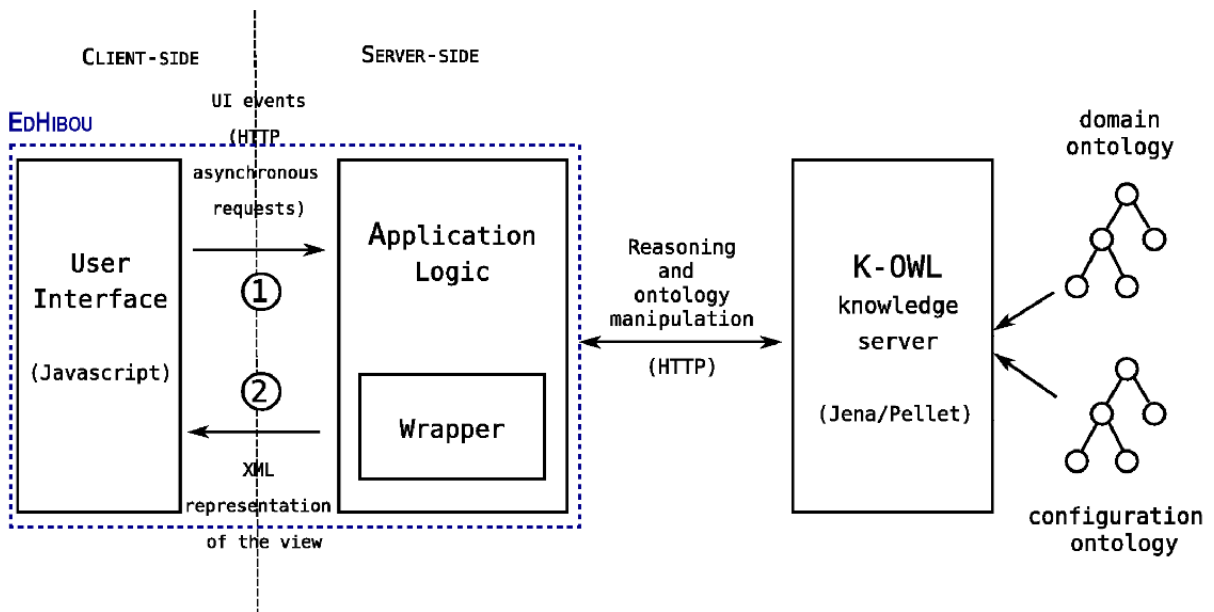 CLIENT-SIDE
SERVER-SIDE
EDHIBOU
UI events
(HTTP
asynchronous
requests)
1
User
Interface
(Javascript)
2
XML
representation
of the view
Application
Logic
Wrapper
Reasoning
and
ontology
manipulation
(HTTP)
K-OWL
knowledge
server
(Jena/Pellet)
domain
ontology
configuration
ontology